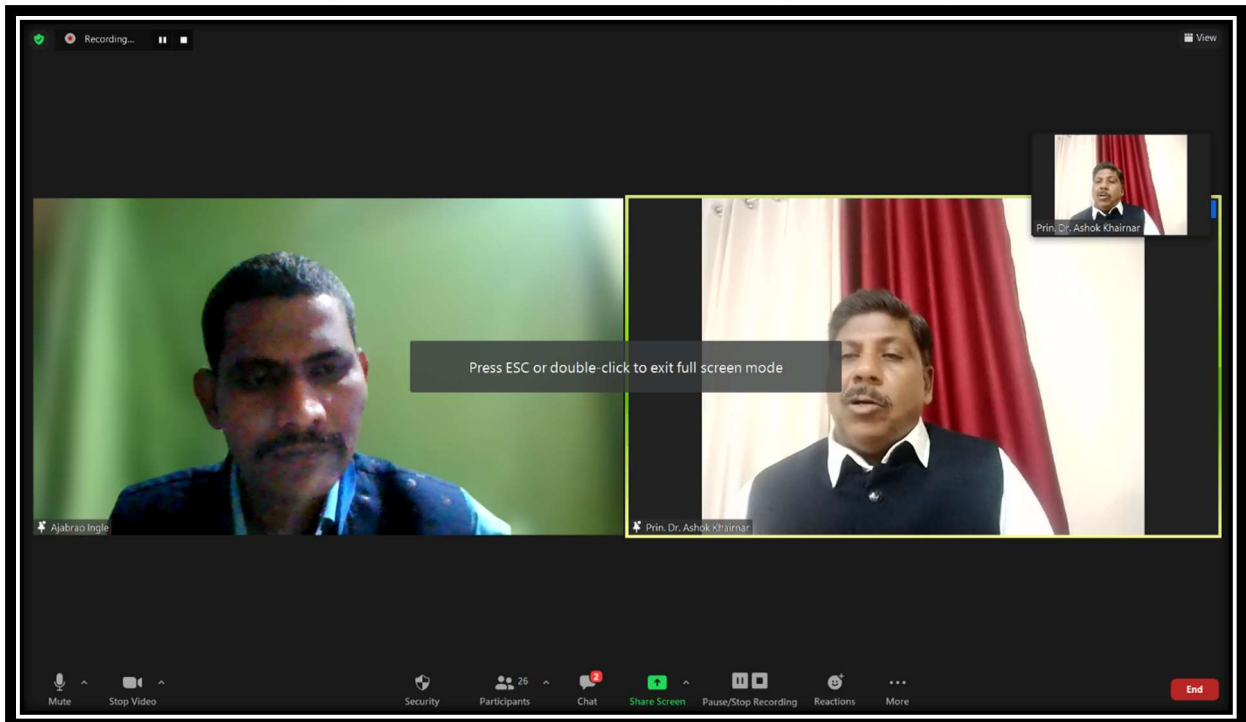 Recording...
View
Prin. Dr. Ashok Khairnar
Press ESC or double-click to exit full screen mode
Ajabrao Ingle
Prin. Dr. Ashok Khairnar
Mute
Stop Video
Security
26
Participants
2
Chat
Share Screen
Pause/Stop Recording
Reactions
More
End